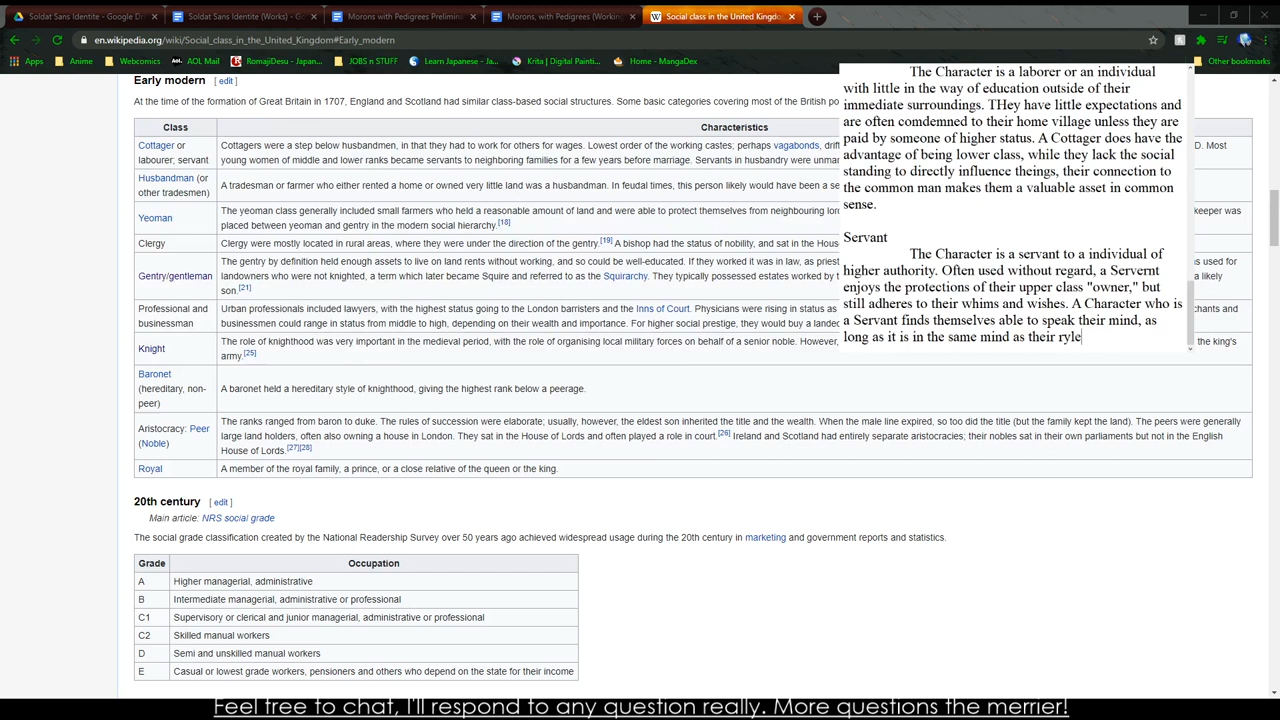 Soldat Sans Identite - Google Dr
Soldat Sans Identite (Works) - Go
Morons with Pedigrees Prelimina
Morons, with Pedigrees (Working
Social class in the United Kingdo
en.wikipedia.org/wiki/Social_class_in_the_United_Kingdom#Early_modern
Apps
Anime
Webcomics
AOL Mail
RomajiDesu - Japan...
JOBS n STUFF
Learn Japanese - Ja...
Krita | Digital Painti...
Home - MangaDex
Other bookmarks
Early modern [ edit ]
At the time of the formation of Great Britain in 1707, England and Scotland had similar class-based social structures. Some basic categories covering most of the British po
Class
Characteristics
Cottager or
labourer; servant
Cottagers were a step below husbandmen, in that they had to work for others for wages. Lowest order of the working castes; perhaps vagabonds, drif
D. Most
young women of middle and lower ranks became servants to neighboring families for a few years before marriage. Servants in husbandry were unmar
Husbandman (or
other tradesmen)
A tradesman or farmer who either rented a home or owned very little land was a husbandman. In feudal times, this person likely would have been a se
Yeoman
The yeoman class generally included small farmers who held a reasonable amount of land and were able to protect themselves from neighbouring lor
keeper was
placed between yeoman and gentry in the modern social hierarchy.[18]
Clergy
Clergy were mostly located in rural areas, where they were under the direction of the gentry.[19] A bishop had the status of nobility, and sat in the Hous
Gentry/gentleman
The gentry by definition held enough assets to live on land rents without working, and so could be well-educated. If they worked it was in law, as priest
as used for
landowners who were not knighted, a term which later became Squire and referred to as the Squirarchy. They typically possessed estates worked by t
a likely
son.[21]
Professional and
businessman
Urban professionals included lawyers, with the highest status going to the London barristers and the Inns of Court. Physicians were rising in status as
chants and
businessmen could range in status from middle to high, depending on their wealth and importance. For higher social prestige, they would buy a landed
Knight
The role of knighthood was very important in the medieval period, with the role of organising local military forces on behalf of a senior noble. However,
the king's
army.[25]
Baronet
(hereditary, non-
peer)
A baronet held a hereditary style of knighthood, giving the highest rank below a peerage.
Aristocracy: Peer
(Noble)
The ranks ranged from baron to duke. The rules of succession were elaborate; usually, however, the eldest son inherited the title and the wealth. When the male line expired, so too did the title (but the family kept the land). The peers were generally
large land holders, often also owning a house in London. They sat in the House of Lords and often played a role in court.[26] Ireland and Scotland had entirely separate aristocracies; their nobles sat in their own parliaments but not in the English
House of Lords.[27][28]
Royal
A member of the royal family, a prince, or a close relative of the queen or the king.
The Character is a laborer or an individual
with little in the way of education outside of their
immediate surroundings. THey have little expectations and
are often comdemned to their home village unless they are
paid by someone of higher status. A Cottager does have the
advantage of being lower class, while they lack the social
standing to directly influence theings, their connection to
the common man makes them a valuable asset in common
sense.
Servant
The Character is a servant to a individual of
higher authority. Often used without regard, a Servernt
enjoys the protections of their upper class "owner," but
still adheres to their whims and wishes. A Character who is
a Servant finds themselves able to speak their mind, as
long as it is in the same mind as their ryle
20th century [ edit ]
Main article: NRS social grade
The social grade classification created by the National Readership Survey over 50 years ago achieved widespread usage during the 20th century in marketing and government reports and statistics.
Grade
Occupation
A
Higher managerial, administrative
B
Intermediate managerial, administrative or professional
C1
Supervisory or clerical and junior managerial, administrative or professional
C2
Skilled manual workers
D
Semi and unskilled manual workers
E
Casual or lowest grade workers, pensioners and others who depend on the state for their income
Feel free to chat, I'll respond to any question really. More questions the merrier!